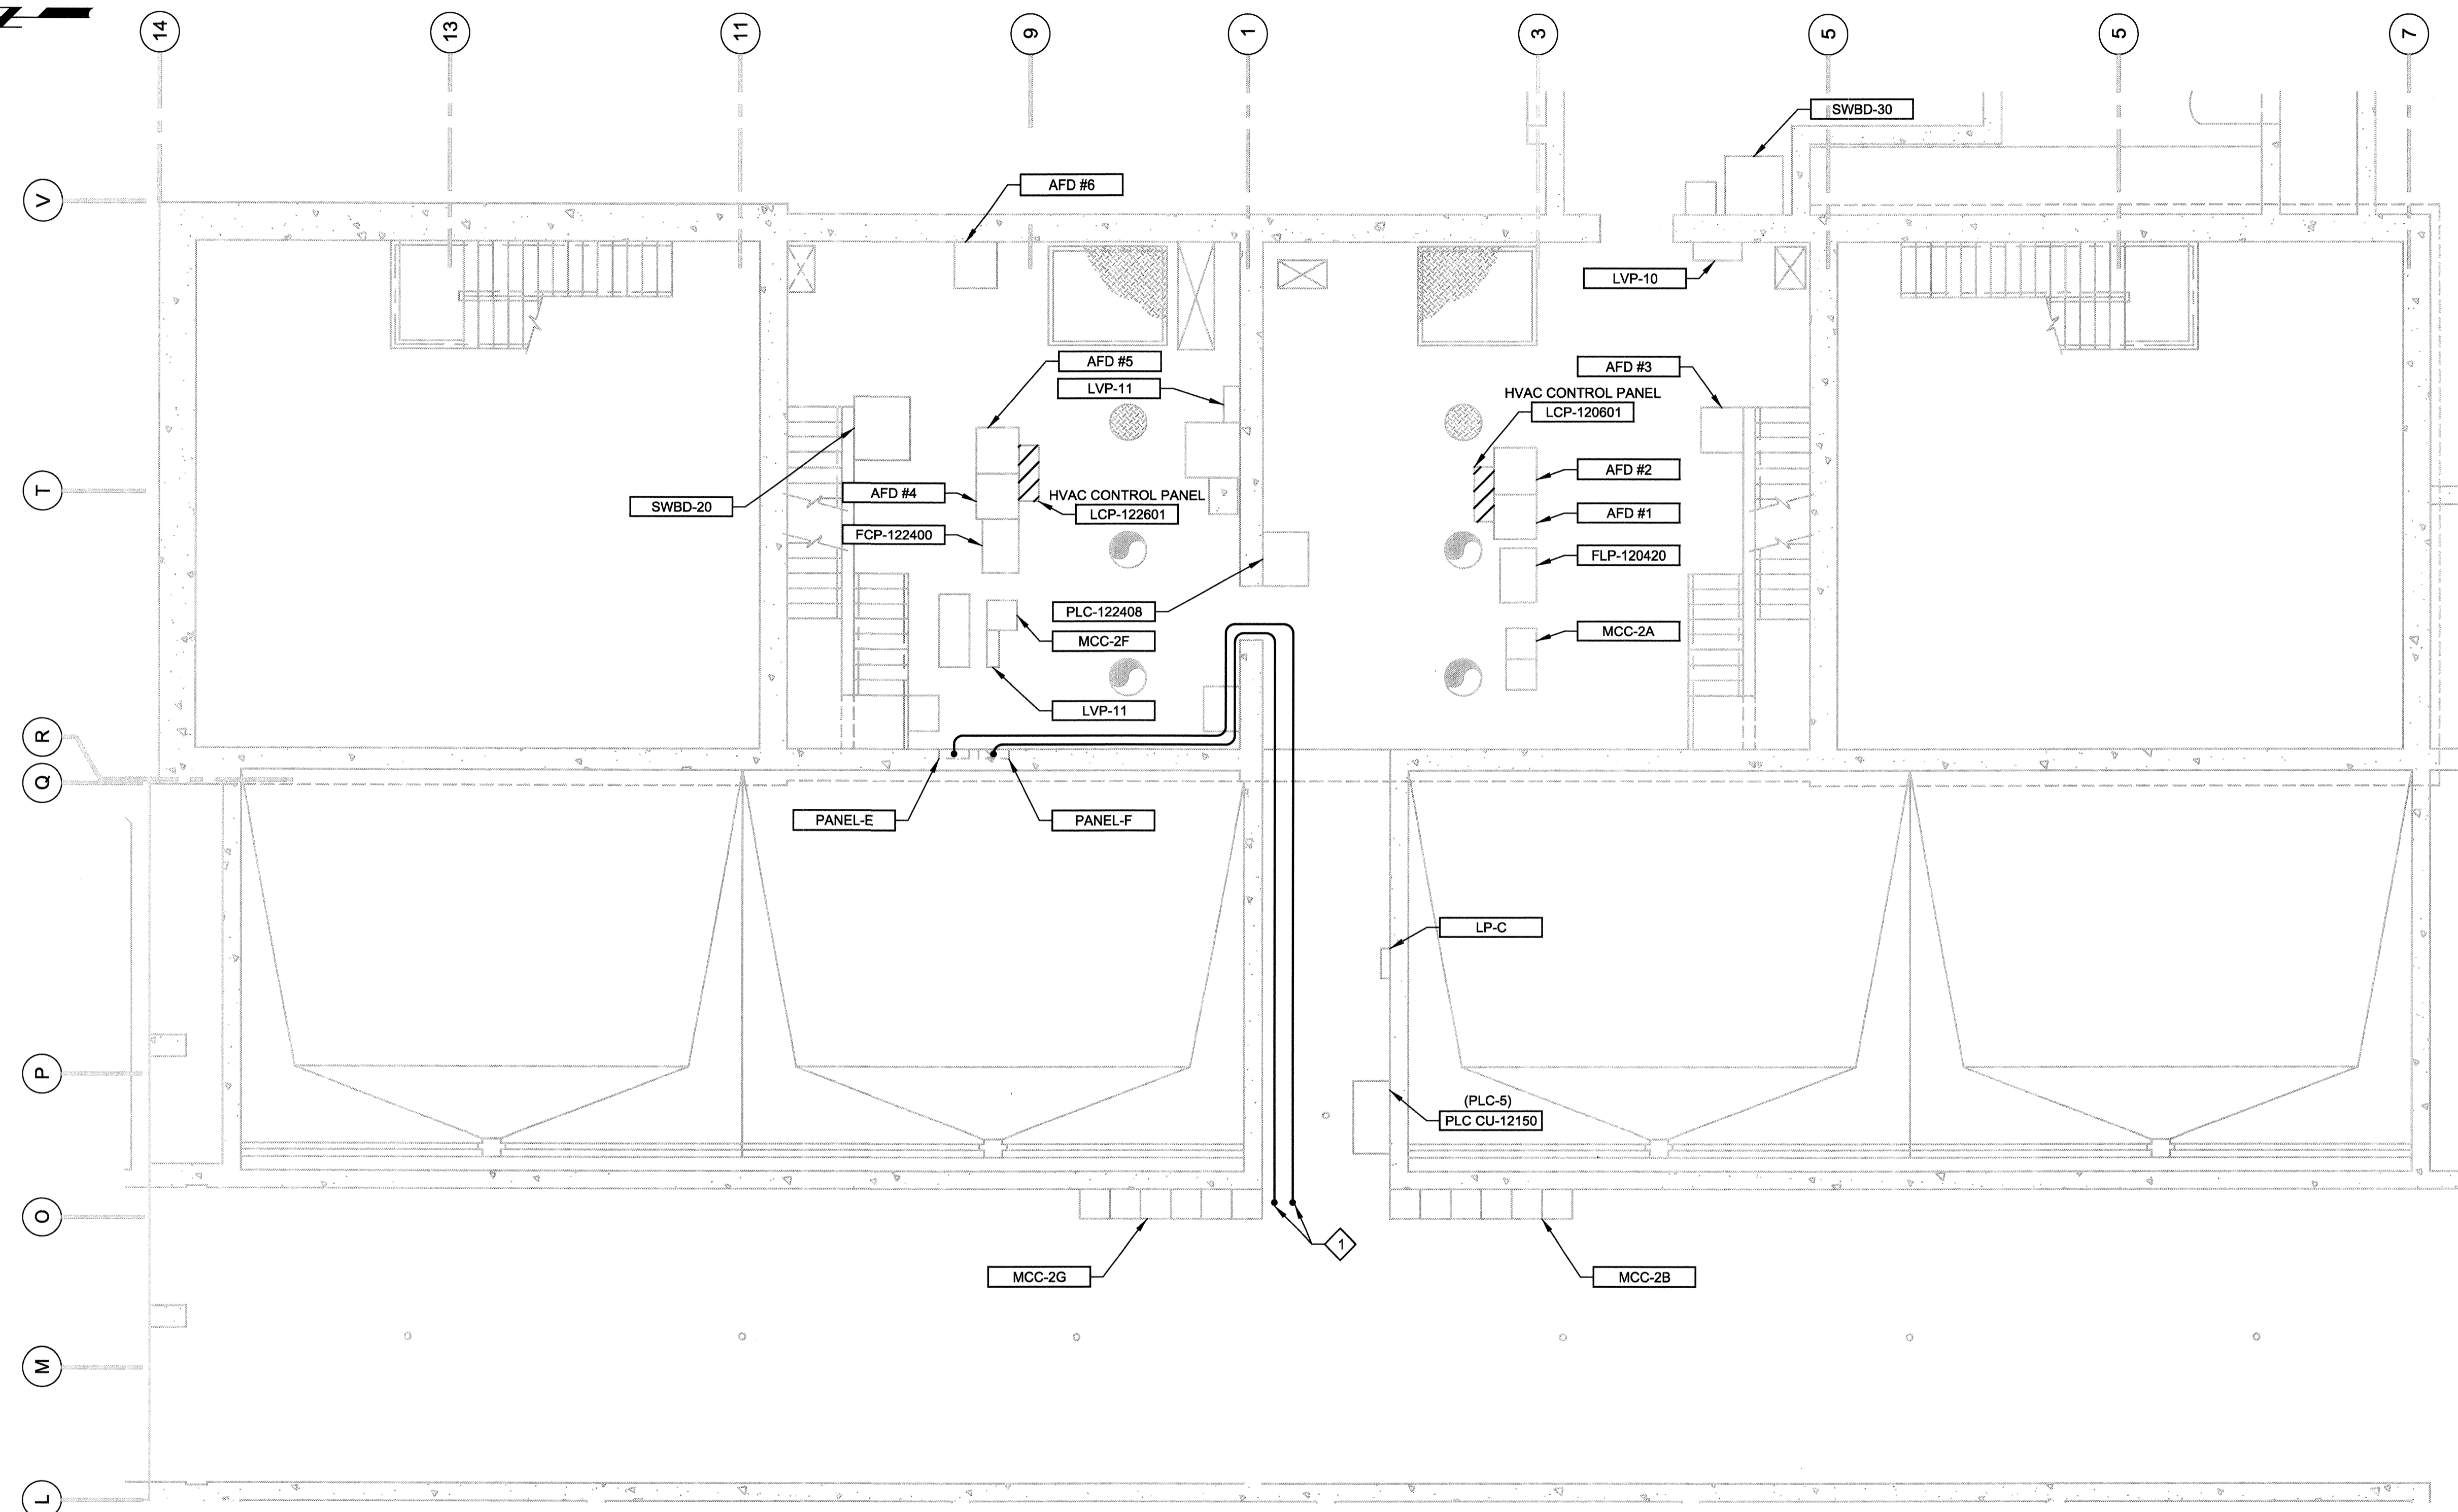 14
13
11
9
1
3
5
5
7
SWBD-30
AFD #6
V
LVP-10
AFD #5
AFD #3
LVP-11
HVAC CONTROL PANEL
LCP-120601
T
AFD #4
HVAC CONTROL PANEL
AFD #2
SWBD-20
LCP-122601
AFD #1
FCP-122400
FLP-120420
PLC-122408
MCC-2F
MCC-2A
LVP-11
R
Q
PANEL-E
PANEL-F
LP-C
P
(PLC-5)
PLC CU-12150
O
1
MCC-2G
MCC-2B
M
L